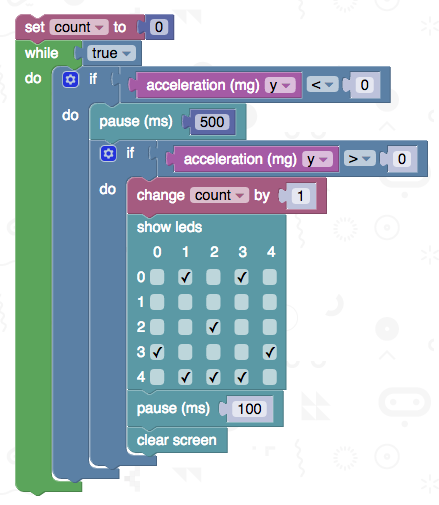 set count to 0
while true
do if acceleration (mg) y < 0
do pause (ms) 500
if acceleration (mg) y > 0
do change count by 1
show leds
0 1 2 3 4
0
1
2
3
4
pause (ms) 100
clear screen